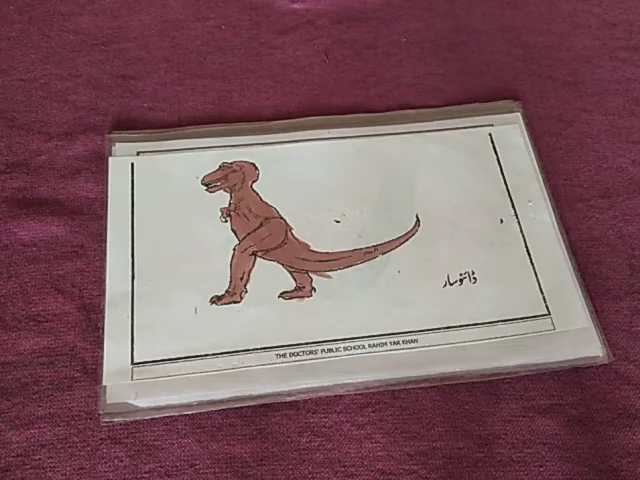 ڈائنوسار
THE DOCTORS' PUBLIC SCHOOL RAHIM YAR KHAN